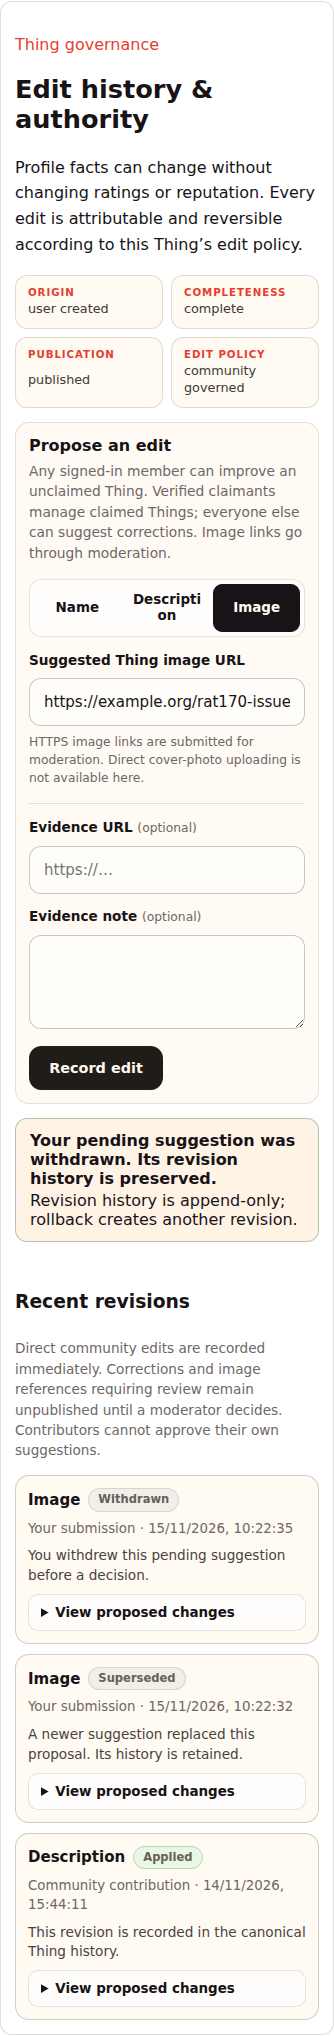 Thing governance
Edit history &
authority
Profile facts can change without
changing ratings or reputation. Every
edit is attributable and reversible
according to this Thing’s edit policy.
ORIGIN
user created
COMPLETENESS
complete
PUBLICATION
published
EDIT POLICY
community
governed
Propose an edit
Any signed-in member can improve an
unclaimed Thing. Verified claimants
manage claimed Things; everyone else
can suggest corrections. Image links go
through moderation.
Name
Descripti
on
Image
Suggested Thing image URL
https://example.org/rat170-issue
HTTPS image links are submitted for
moderation. Direct cover-photo uploading is
not available here.
Evidence URL (optional)
https://…
Evidence note (optional)
Record edit
Your pending suggestion was
withdrawn. Its revision
history is preserved.
Revision history is append-only;
rollback creates another revision.
Recent revisions
Direct community edits are recorded
immediately. Corrections and image
references requiring review remain
unpublished until a moderator decides.
Contributors cannot approve their own
suggestions.
Image Withdrawn
Your submission · 15/11/2026, 10:22:35
You withdrew this pending suggestion
before a decision.
View proposed changes
Image Superseded
Your submission · 15/11/2026, 10:22:32
A newer suggestion replaced this
proposal. Its history is retained.
View proposed changes
Description Applied
Community contribution · 14/11/2026,
15:44:11
This revision is recorded in the canonical
Thing history.
View proposed changes